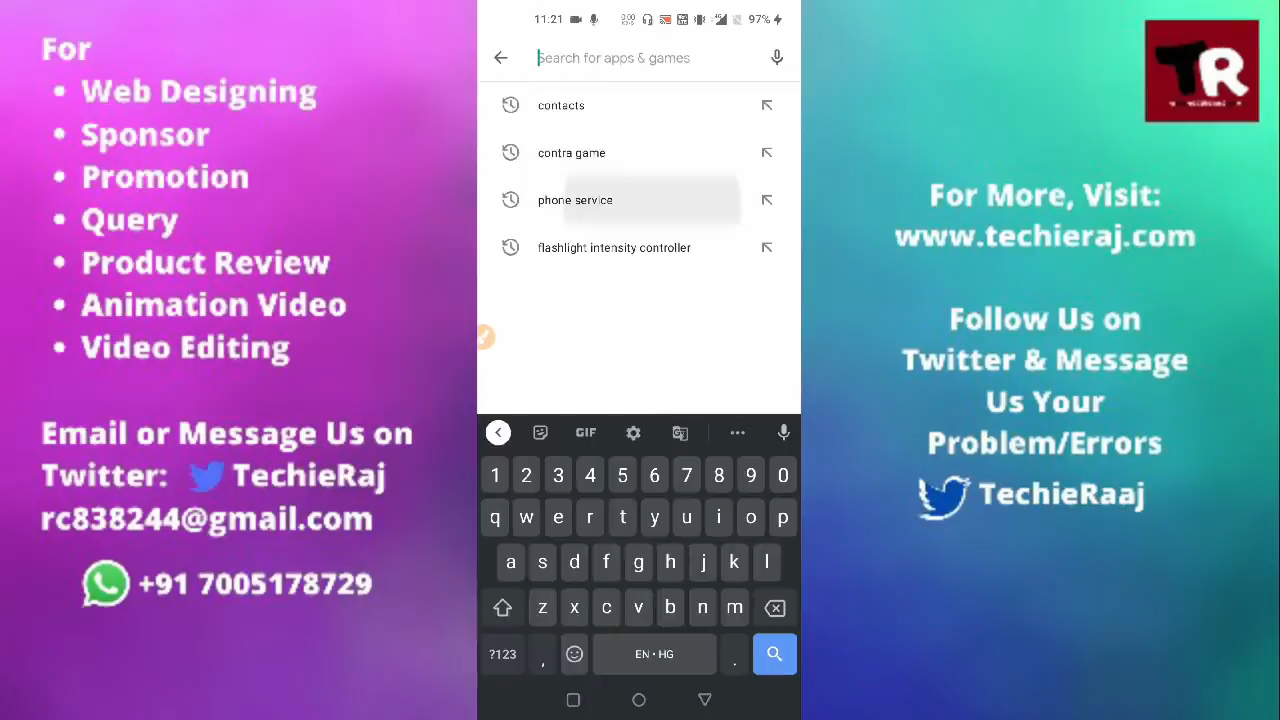 For
• Web Designing
• Sponsor
• Promotion
• Query
• Product Review
• Animation Video
• Video Editing
Email or Message Us on
Twitter: TechieRaj
rc838244@gmail.com
+91 7005178729
11:21
0.00
97%
Search for apps & games
contacts
contra game
phone service
flashlight intensity controller
GIF
1 2 3 4 5 6 7 8 9 0
q w e r t y u i o p
a s d f g h j k l
z x c v b n m
?123 , EN • HG .
TR
For More, Visit:
www.techieraj.com
Follow Us on
Twitter & Message
Us Your
Problem/Errors
TechieRaaj